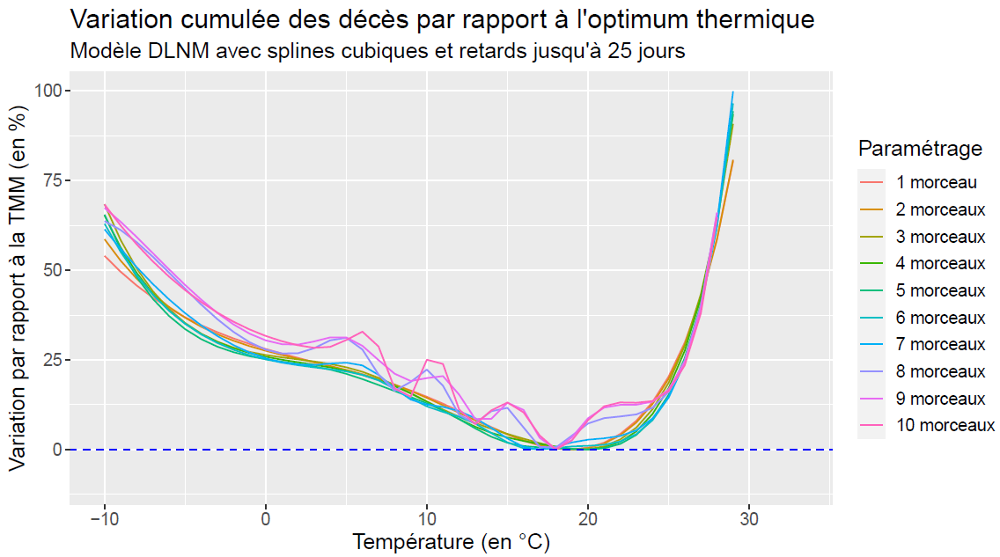 Variation cumulée des décès par rapport à l'optimum thermique
Modèle DLNM avec splines cubiques et retards jusqu'à 25 jours
Variation par rapport à la TMM (en %)
100
75
50
25
0
−10
0
10
20
30
Température (en °C)
Paramétrage
1 morceau
2 morceaux
3 morceaux
4 morceaux
5 morceaux
6 morceaux
7 morceaux
8 morceaux
9 morceaux
10 morceaux